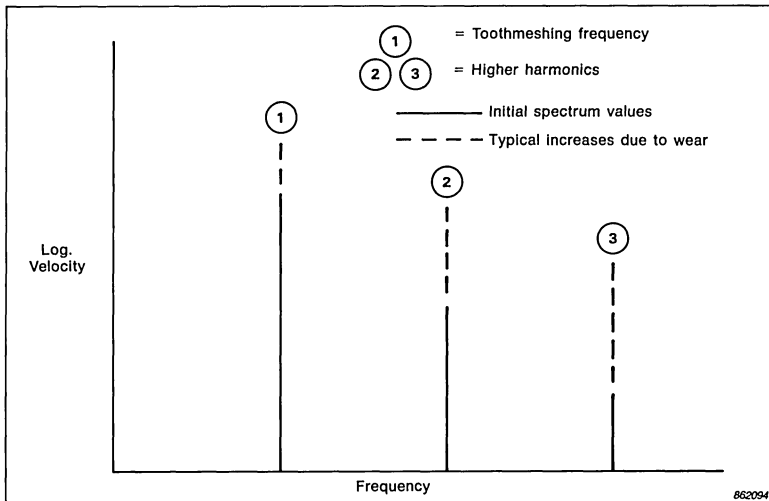 1 = Toothmeshing frequency
2 3 = Higher harmonics
Initial spectrum values
Typical increases due to wear
1
2
3
Log.
Velocity
Frequency
862094